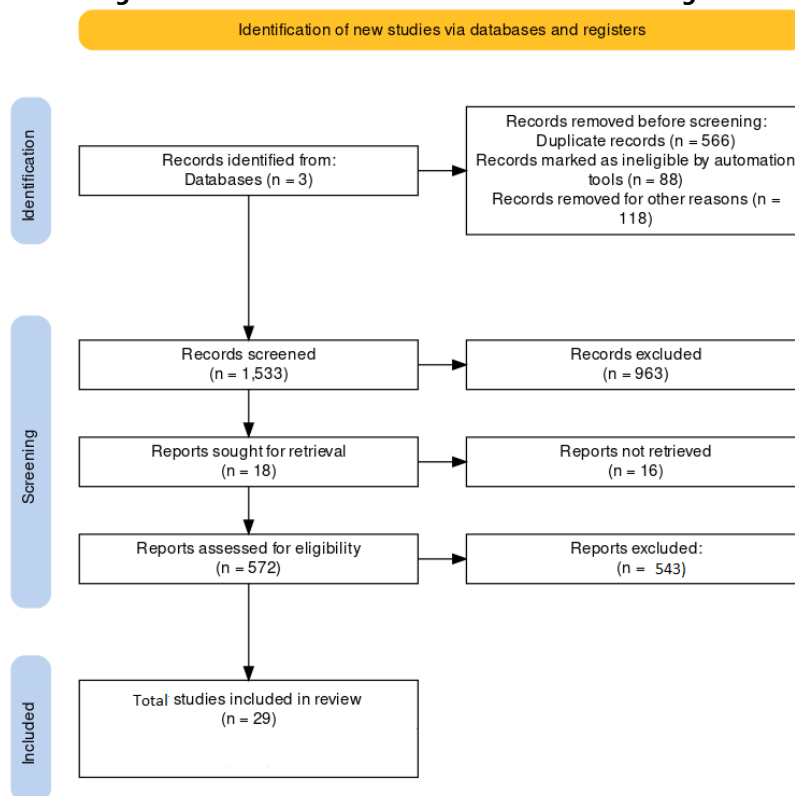 Identification of new studies via databases and registers
Identification
Records identified from:
Databases (n = 3)
Records removed before screening:
Duplicate records (n = 566)
Records marked as ineligible by automation
tools (n = 88)
Records removed for other reasons (n =
118)
Screening
Records screened
(n = 1,533)
Records excluded
(n = 963)
Reports sought for retrieval
(n = 18)
Reports not retrieved
(n = 16)
Reports assessed for eligibility
(n = 572)
Reports excluded:
(n = 543)
Included
Total studies included in review
(n = 29)